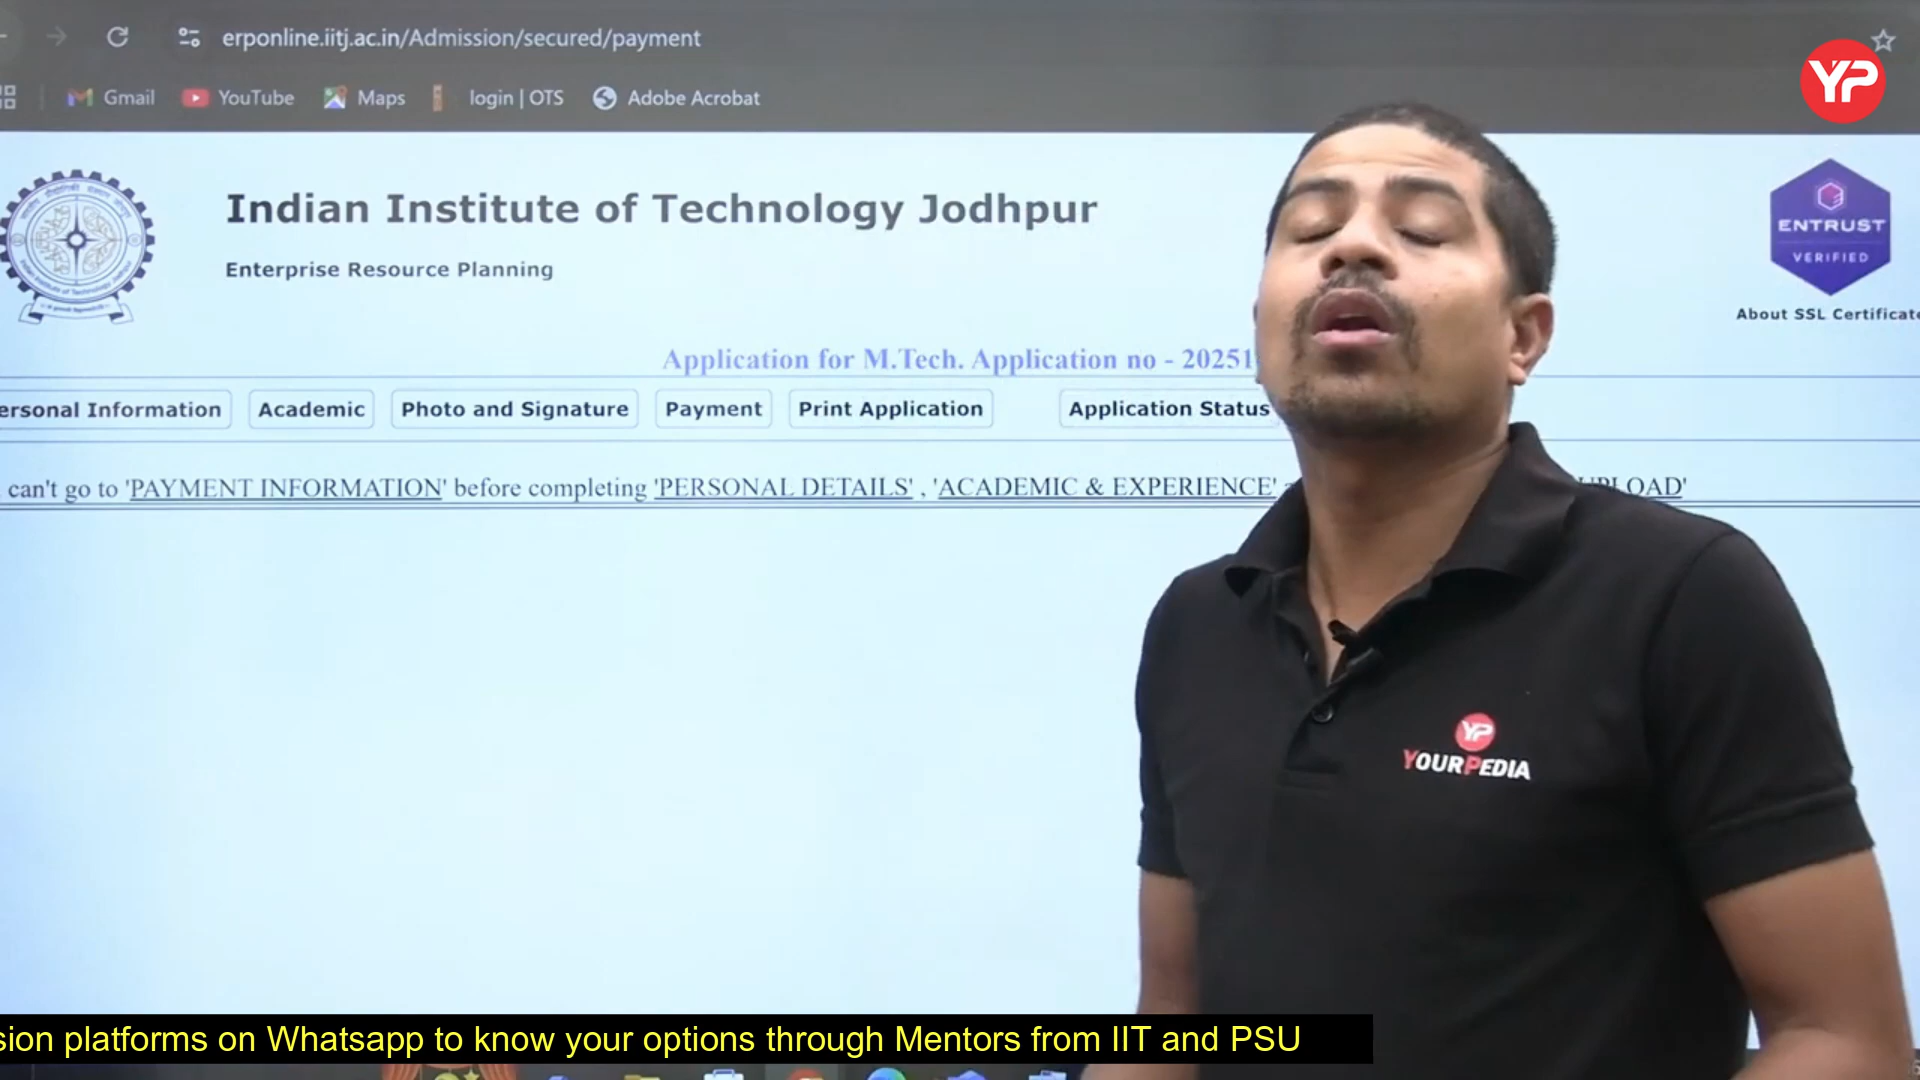 erponline.iitj.ac.in/Admission/secured/payment
YP
Gmail YouTube Maps login | OTS Adobe Acrobat
Indian Institute of Technology Jodhpur
Enterprise Resource Planning
ENTRUST
VERIFIED
About SSL Certificate
Application for M.Tech. Application no - 20251
ersonal Information Academic Photo and Signature Payment Print Application Application Status
can't go to 'PAYMENT INFORMATION' before completing 'PERSONAL DETAILS' , 'ACADEMIC & EXPERIENCE' UPLOAD'
YP
YOURPEDIA
sion platforms on Whatsapp to know your options through Mentors from IIT and PSU